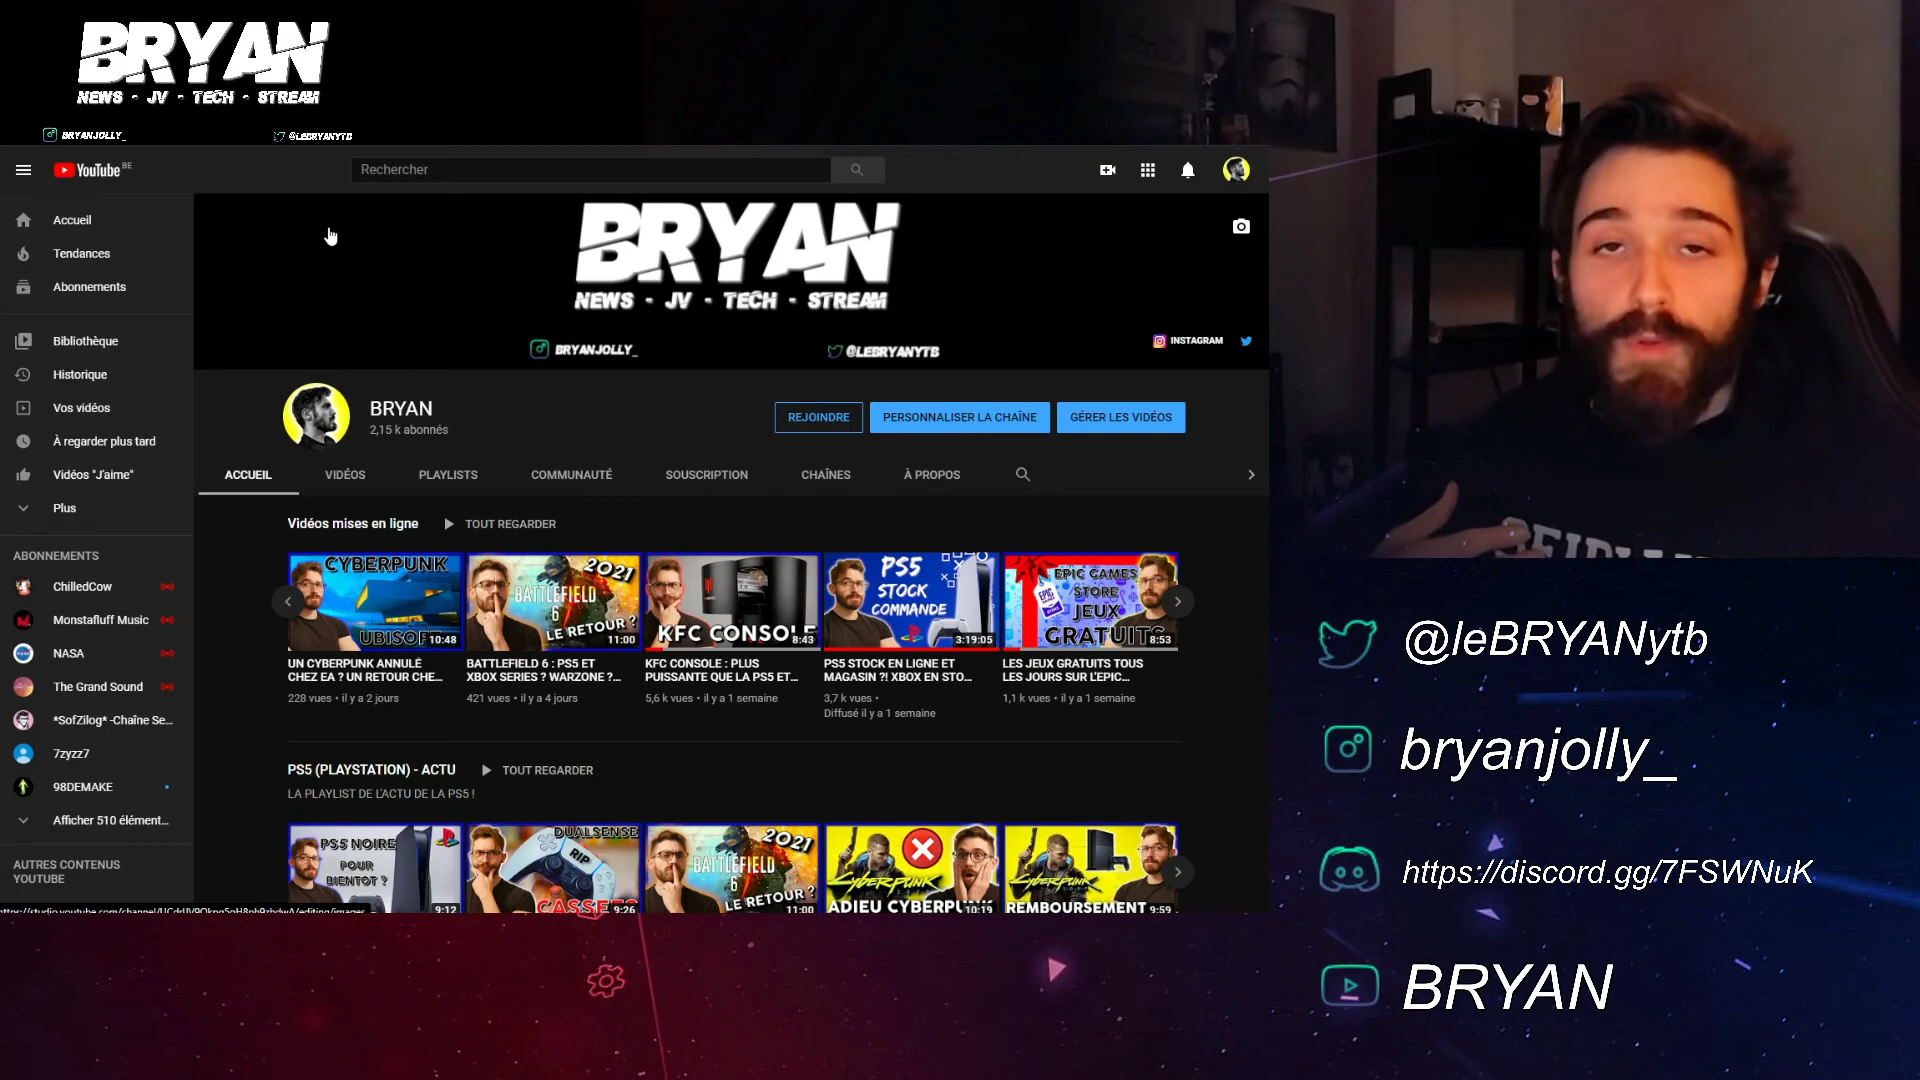 BRYAN
NEWS - JV - TECH - STREAM
BRYANJOLLY_
@LEBRYANYTB
YouTube BE
Rechercher
Accueil
Tendances
Abonnements
Bibliothèque
Historique
Vos vidéos
À regarder plus tard
Vidéos "J'aime"
Plus
ABONNEMENTS
ChilledCow
Monstafluff Music
NASA
The Grand Sound
*SofZilog* -Chaîne Se...
7zyzz7
98DEMAKE
Afficher 510 élément...
AUTRES CONTENUS
YOUTUBE
BRYAN
NEWS - JV - TECH - STREAM
BRYANJOLLY_
@LEBRYANYTB
INSTAGRAM
BRYAN
2,15 k abonnés
REJOINDRE
PERSONNALISER LA CHAÎNE
GÉRER LES VIDÉOS
ACCUEIL
VIDÉOS
PLAYLISTS
COMMUNAUTÉ
SOUSCRIPTION
CHAÎNES
À PROPOS
Vidéos mises en ligne
TOUT REGARDER
CYBERPUNK
UBISOFT
10:48
UN CYBERPUNK ANNULÉ
CHEZ EA ? UN RETOUR CHE...
228 vues • il y a 2 jours
2021
BATTLEFIELD
6
LE RETOUR ?
11:00
BATTLEFIELD 6 : PS5 ET
XBOX SERIES ? WARZONE ?...
421 vues • il y a 4 jours
KFC CONSOLE
8:43
KFC CONSOLE : PLUS
PUISSANTE QUE LA PS5 ET...
5,6 k vues • il y a 1 semaine
PS5
STOCK
COMMANDE
3:19:05
PS5 STOCK EN LIGNE ET
MAGASIN ?! XBOX EN STO...
3,7 k vues •
Diffusé il y a 1 semaine
EPIC GAMES
STORE
JEUX
GRATUITS
EPIC
GAMES
8:53
LES JEUX GRATUITS TOUS
LES JOURS SUR L'EPIC...
1,1 k vues • il y a 1 semaine
PS5 (PLAYSTATION) - ACTU
TOUT REGARDER
LA PLAYLIST DE L'ACTU DE LA PS5 !
PS5 NOIRE
POUR
BIENTOT ?
9:12
DUALSENSE
RIP
9:26
2021
BATTLEFIELD
6
LE RETOUR ?
11:00
CYBERPUNK
ADIEU CYBERPUNK
10:19
CYBERPUNK
REMBOURSEMENT
9:59
@leBRYANytb
bryanjolly_
https://discord.gg/7FSWNuK
BRYAN